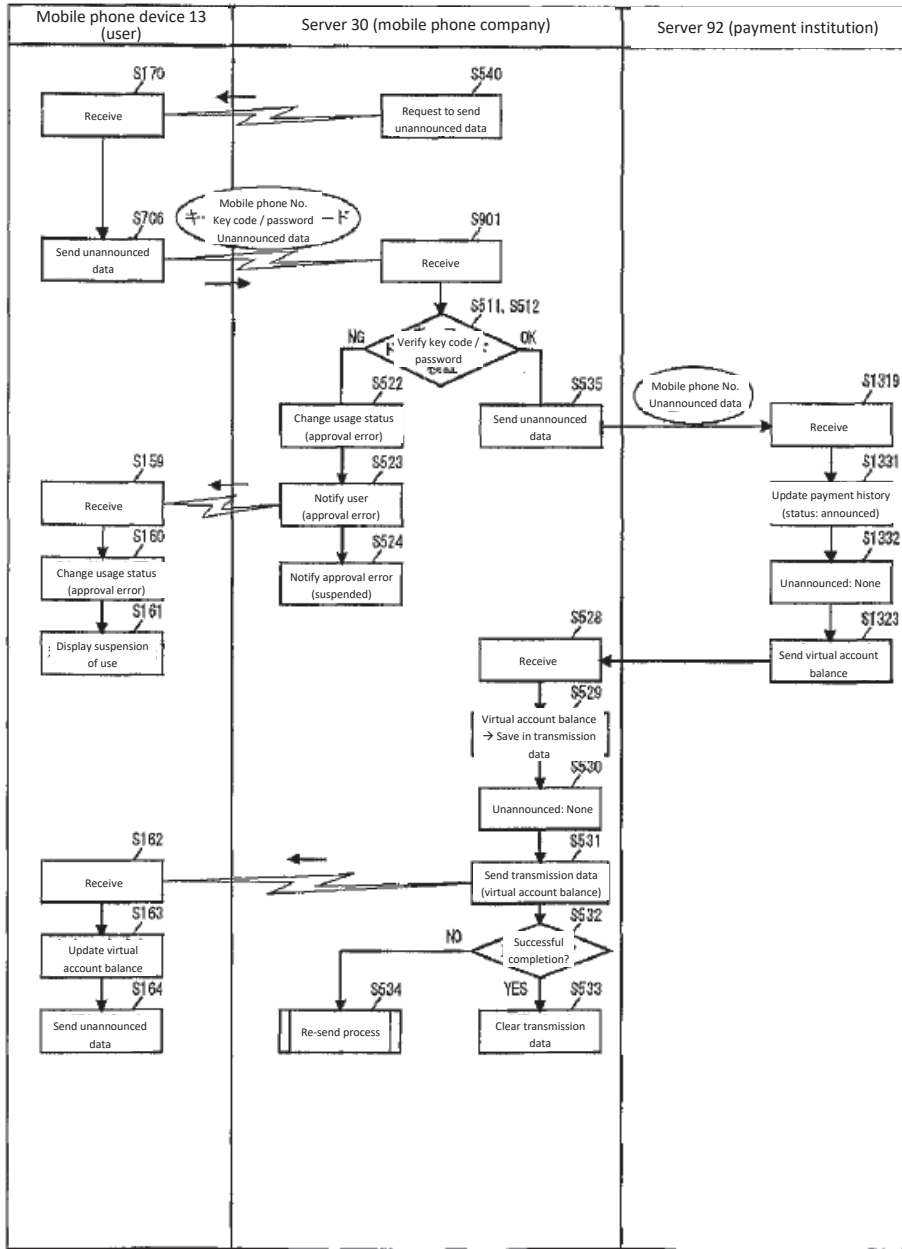 Mobile phone device 13
(user)
Server 30 (mobile phone company)
Server 92 (payment institution)
S170
Receive
S540
Request to send
unannounced data
Mobile phone No.
キー Key code / password ード
Unannounced data
S706
Send unannounced
data
S901
Receive
S511, S512
NG
Verify key code /
password
OK
S522
Change usage status
(approval error)
S535
Send unannounced
data
Mobile phone No.
Unannounced data
S1319
Receive
S1331
Update payment history
(status: announced)
S1332
Unannounced: None
S1323
Send virtual account
balance
S159
Receive
S523
Notify user
(approval error)
S160
Change usage status
(approval error)
S524
Notify approval error
(suspended)
S161
Display suspension
of use
S528
Receive
S529
Virtual account balance
→ Save in transmission
data
S530
Unannounced: None
S162
Receive
S531
Send transmission data
(virtual account balance)
S163
Update virtual
account balance
S532
Successful
completion?
NO
YES
S164
Send unannounced
data
S534
Re-send process
S533
Clear transmission
data